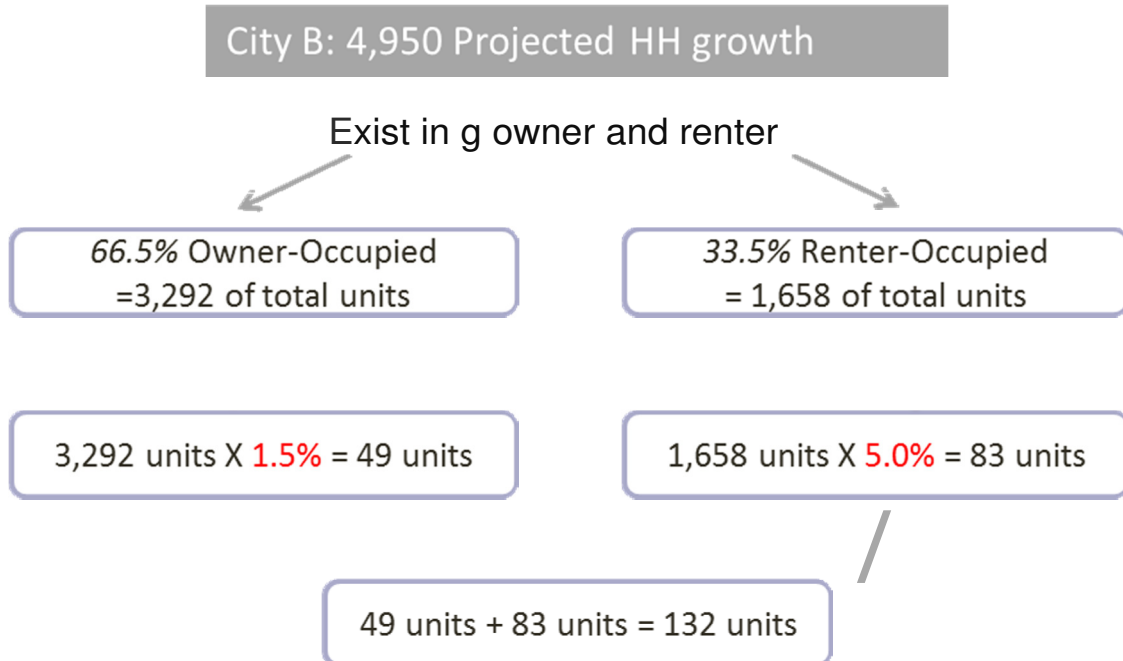 City B: 4,950 Projected HH growth
Exist in g owner and renter
66.5% Owner-Occupied
=3,292 of total units
33.5% Renter-Occupied
= 1,658 of total units
3,292 units X 1.5% = 49 units
1,658 units X 5.0% = 83 units
49 units + 83 units = 132 units